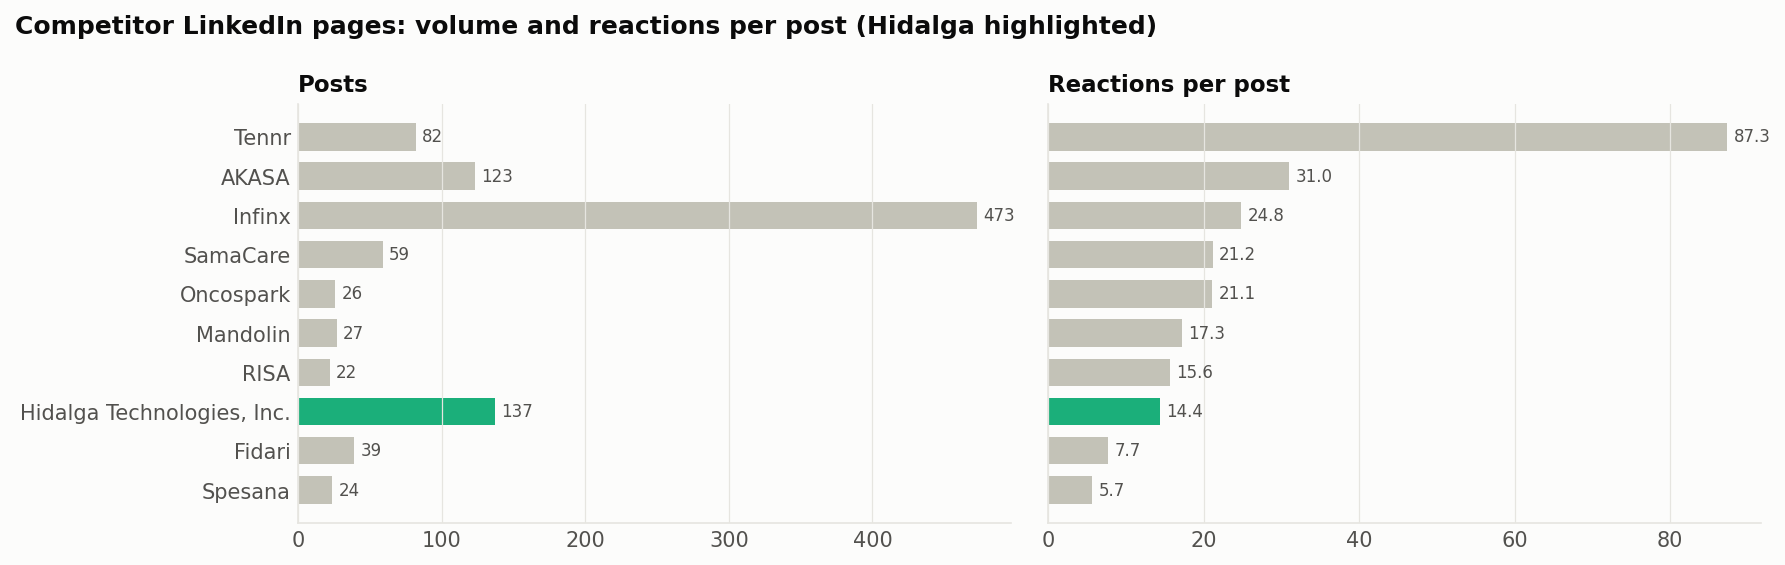 Competitor LinkedIn pages: volume and reactions per post (Hidalga highlighted)
Posts
Tennr 82
AKASA 123
Infinx 473
SamaCare 59
Oncospark 26
Mandolin 27
RISA 22
Hidalga Technologies, Inc. 137
Fidari 39
Spesana 24
0 100 200 300 400
Reactions per post
87.3
31.0
24.8
21.2
21.1
17.3
15.6
14.4
7.7
5.7
0 20 40 60 80